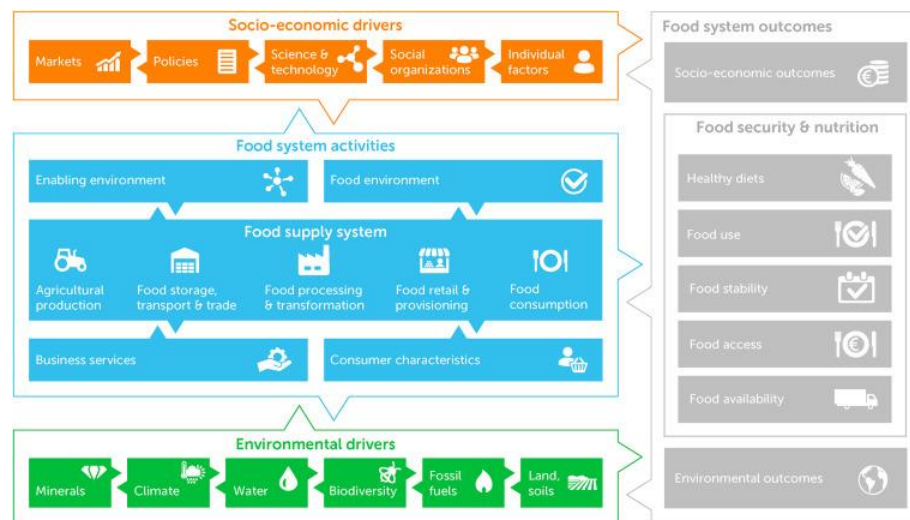 Socio-economic drivers
Markets
Policies
Science &
technology
Social
organizations
Individual
factors
Food system activities
Enabling environment
Food environment
Food supply system
Agricultural
production
Food storage,
transport & trade
Food processing
& transformation
Food retail &
provisioning
Food
consumption
Business services
Consumer characteristics
Environmental drivers
Minerals
Climate
Water
Biodiversity
Fossil
fuels
Land,
soils
Food system outcomes
Socio-economic outcomes
€
Food security & nutrition
Healthy diets
Food use
Food stability
Food access
€
Food availability
Environmental outcomes